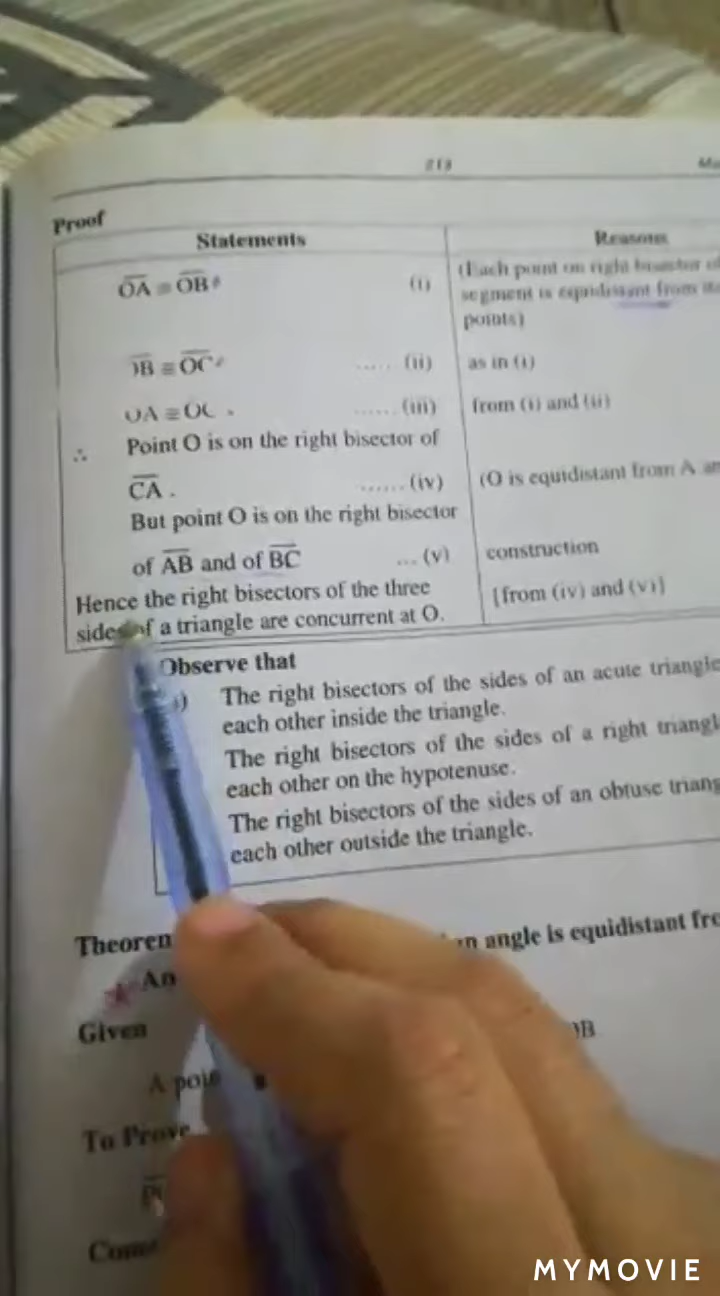 Proof
Statements
Reasons
OA ≅ OB (i)
(Each point on right bisector of
segment is equidistant from its
points)
OC ..... (ii)
as in (i)
OA ≅ OC ...... (iii)
from (i) and (ii)
∴ Point O is on the right bisector of
CA. ...... (iv)
(O is equidistant from A
But point O is on the right bisector
of AB and of BC ... (v)
construction
Hence the right bisectors of the three
sides of a triangle are concurrent at O.
[from (iv) and (v)]
Observe that
The right bisectors of the sides of an acute triangle
each other inside the triangle.
The right bisectors of the sides of a right
each other on the hypotenuse.
The right bisectors of the sides of an obtuse
each other outside the triangle.
angle is equidistant
An
Given
A
To Prove
MYMOVIE